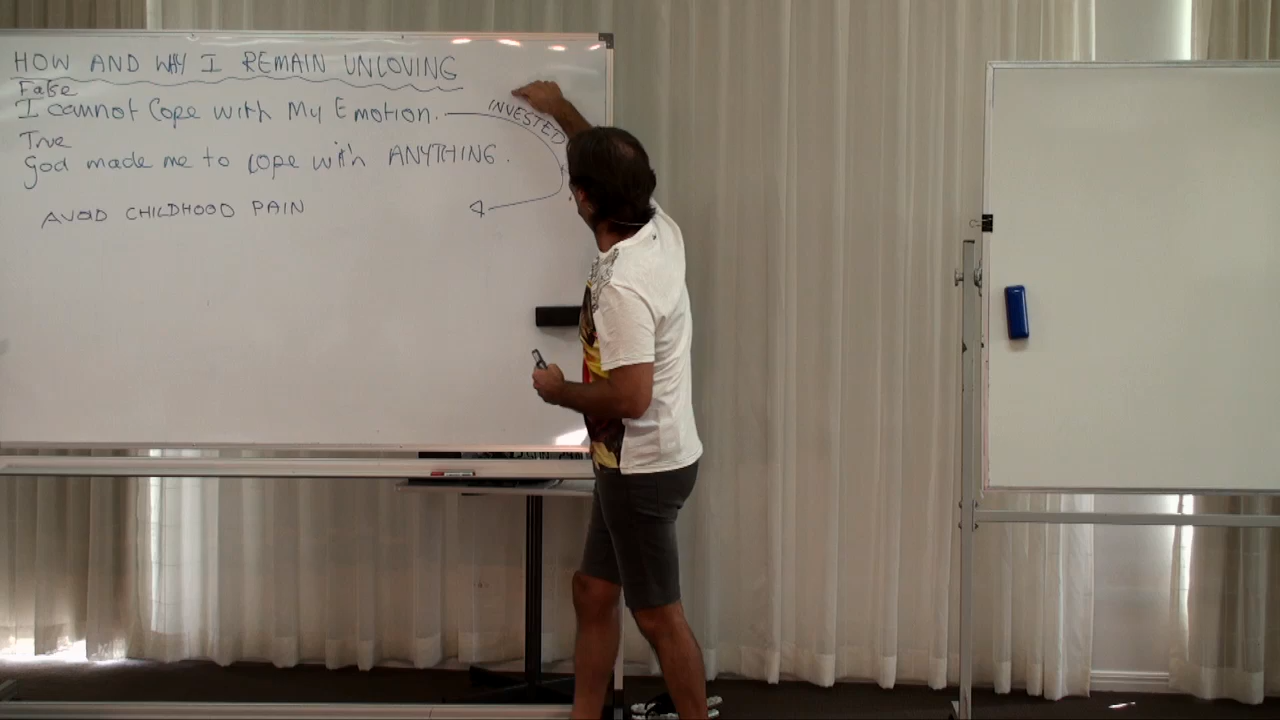 HOW AND WHY I REMAIN UNLOVING
False
I cannot Cope with My Emotion.
INVESTED
True
God made me to cope with ANYTHING.
AVOID CHILDHOOD PAIN